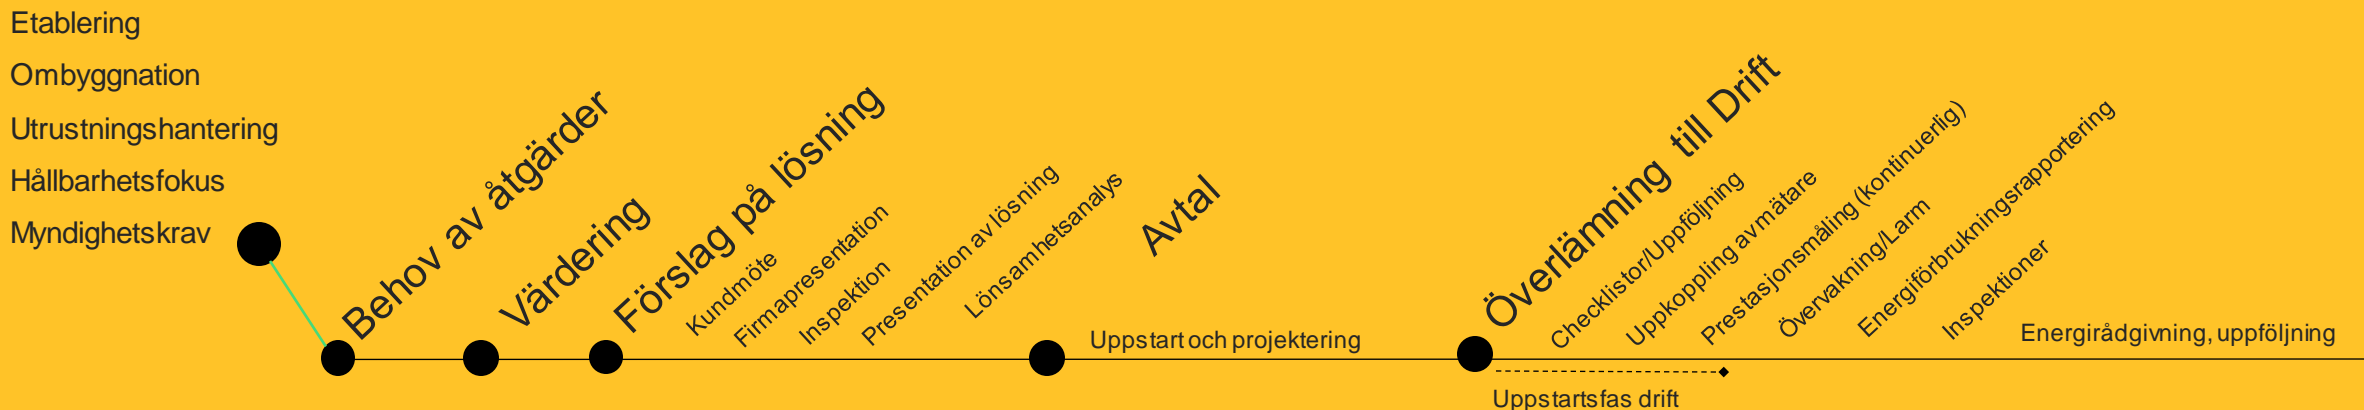 Etablering
Ombyggnation
Utrustningshantering
Hållbarhetsfokus
Myndighetskrav
Behov av åtgärder
Värdering
Förslag på lösning
Kundmöte
Firmapresentation
Inspektion
Presentation av lösning
Lönsamhetsanalys
Avtal
Uppstart och projektering
Överlämning till Drift
Checklistor/Uppföljning
Uppkoppling av mätare
Prestasjonsmåling (kontinuerlig)
Övervakning/Larm
Energiförbrukningsrapportering
Inspektioner
Energirådgivning, uppföljning
Uppstartsfas drift